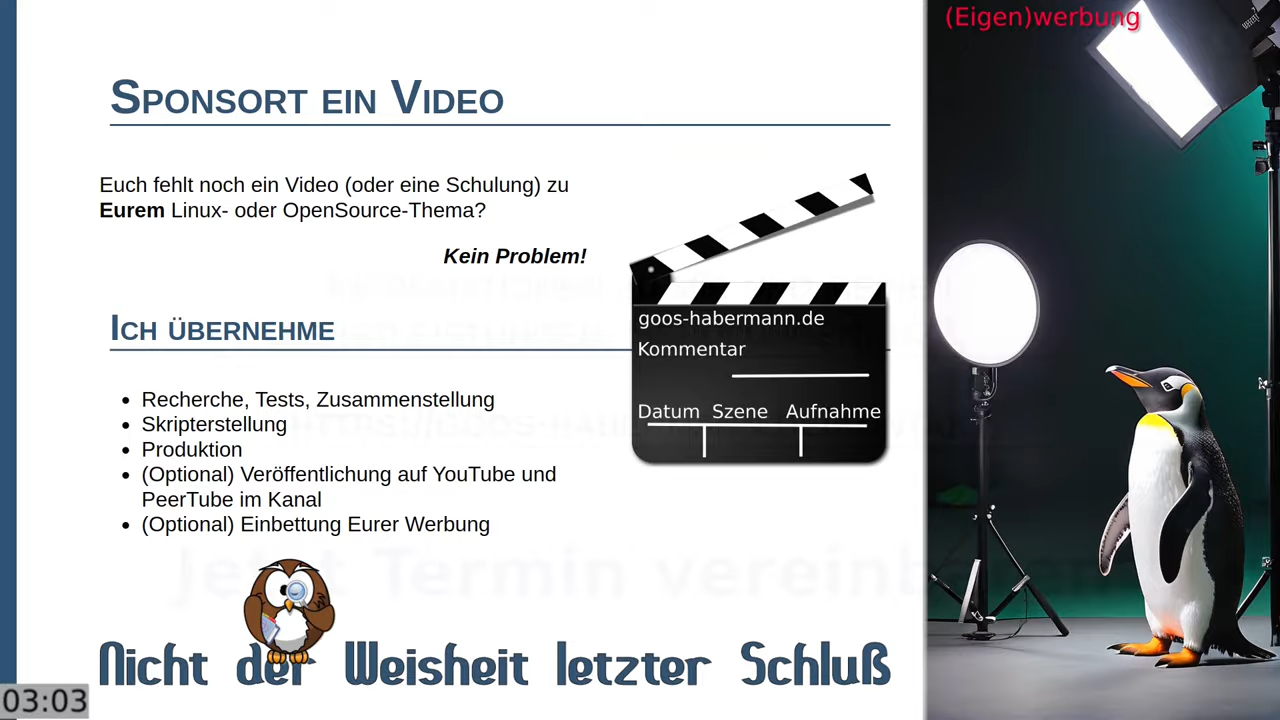 (Eigen)werbung
Sponsort ein Video
Euch fehlt noch ein Video (oder eine Schulung) zu
Eurem Linux- oder OpenSource-Thema?
Kein Problem!
Ich übernehme
goos-habermann.de
Kommentar
Datum Szene Aufnahme
• Recherche, Tests, Zusammenstellung
• Skripterstellung
• Produktion
• (Optional) Veröffentlichung auf YouTube und
PeerTube im Kanal
• (Optional) Einbettung Eurer Werbung
Jetzt Termin
Nicht der Weisheit letzter Schluß
03:03